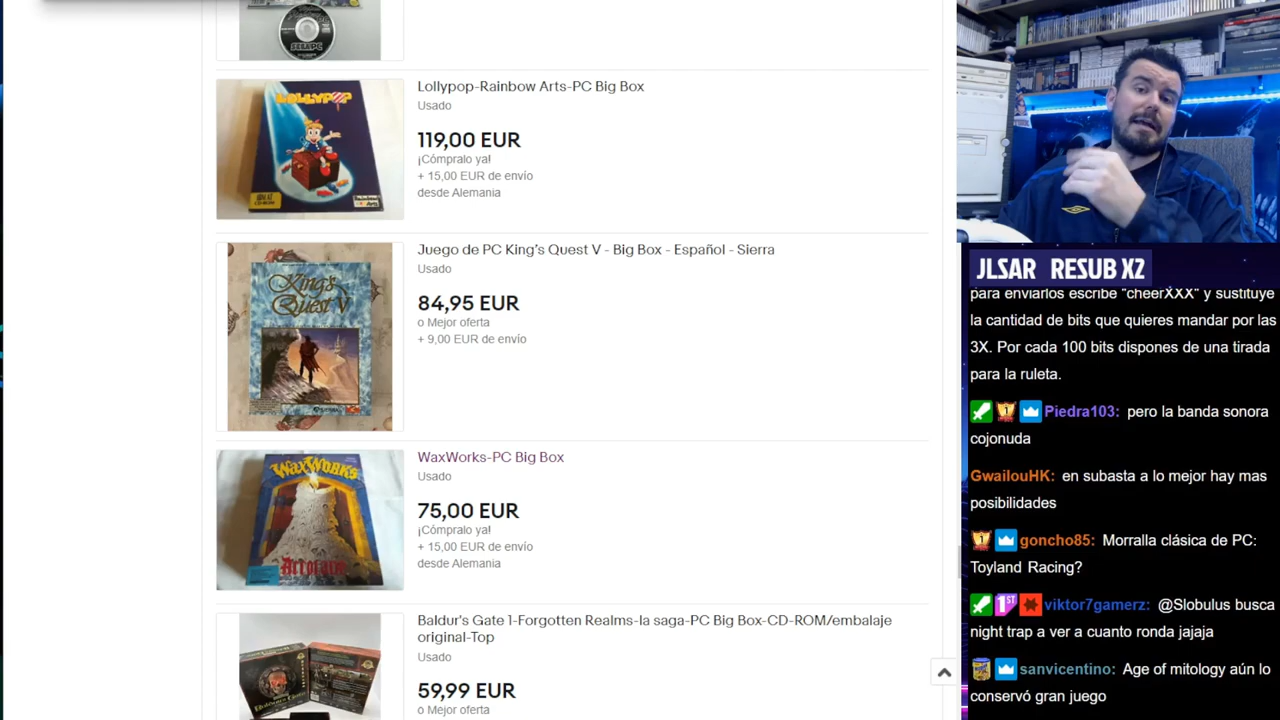 SEGA PC
LOLLYPOP
Lollypop-Rainbow Arts-PC Big Box
Usado
119,00 EUR
¡Cómpralo ya!
+ 15,00 EUR de envío
desde Alemania
King's
Quest V
Juego de PC King's Quest V - Big Box - Español - Sierra
Usado
84,95 EUR
o Mejor oferta
+ 9,00 EUR de envío
WAXWORKS
WaxWorks-PC Big Box
Usado
75,00 EUR
¡Cómpralo ya!
+ 15,00 EUR de envío
desde Alemania
Baldur's Gate 1-Forgotten Realms-la saga-PC Big Box-CD-ROM/embalaje
original-Top
Usado
59,99 EUR
o Mejor oferta
JLSAR RESUB X2
para enviarlos escribe "cheerXXX" y sustituye
la cantidad de bits que quieres mandar por las
3X. Por cada 100 bits dispones de una tirada
para la ruleta.
Piedra103: pero la banda sonora
cojonuda
GwailouHK: en subasta a lo mejor hay mas
posibilidades
goncho85: Morralla clásica de PC:
Toyland Racing?
viktor7gamerz: @Slobulus busca
night trap a ver a cuanto ronda jajaja
sanvicentino: Age of mitology aún lo
conservó gran juego